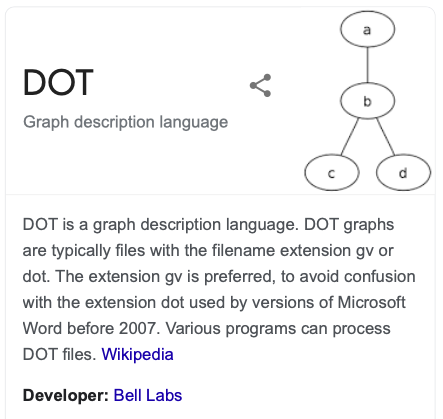 DOT
Graph description language
a
b
c
d
DOT is a graph description language. DOT graphs
are typically files with the filename extension gv or
dot. The extension gv is preferred, to avoid confusion
with the extension dot used by versions of Microsoft
Word before 2007. Various programs can process
DOT files. Wikipedia
Developer: Bell Labs